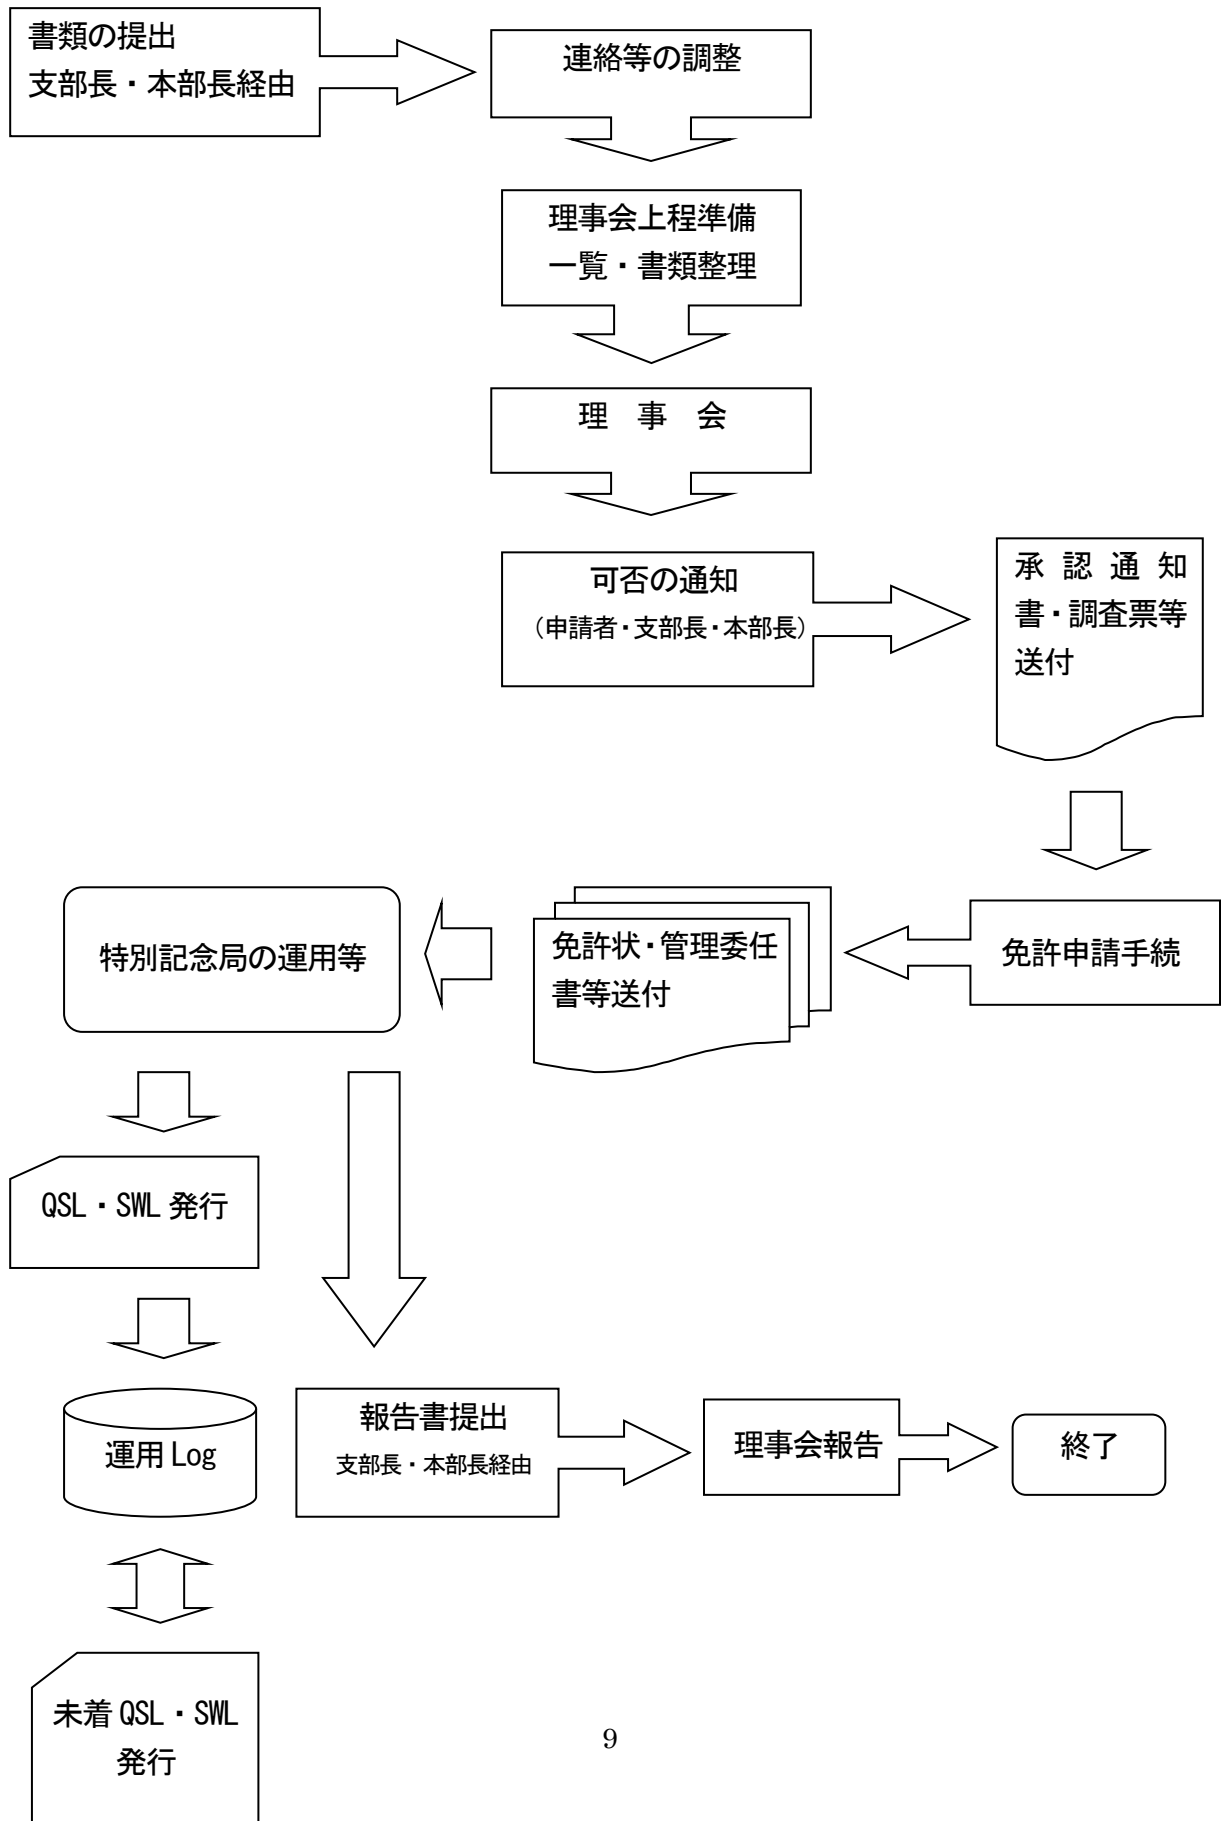 書類の提出
支部長・本部長経由
連絡等の調整
理事会上程準備
一覧・書類整理
理 事 会
可否の通知
（申請者・支部長・本部長）
承認通知
書・調査票等
送付
免許申請手続
免許状・管理委任
書等送付
特別記念局の運用等
QSL・SWL 発行
運用 Log
報告書提出
支部長・本部長経由
理事会報告
終了
未着 QSL・SWL
発行
9